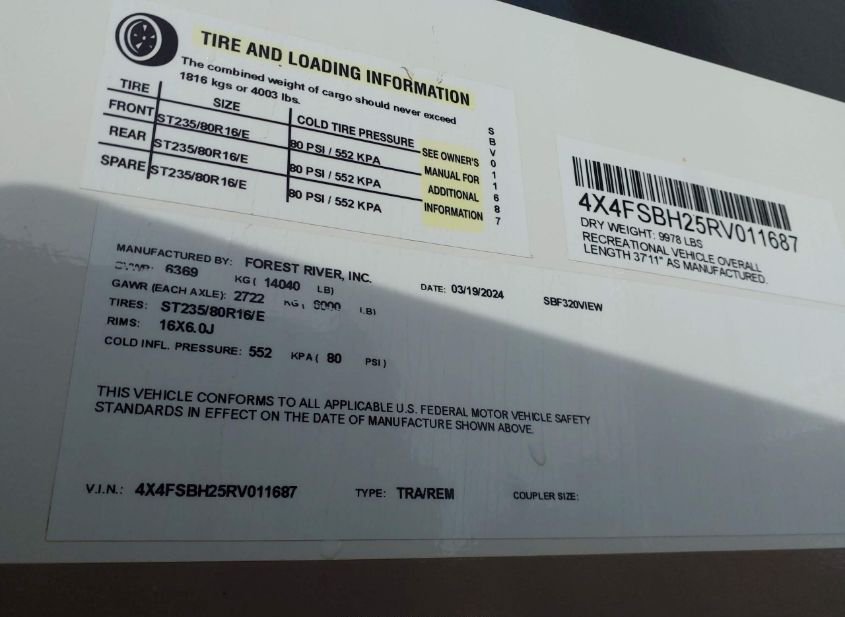 TIRE AND LOADING INFORMATION
The combined weight of cargo should never exceed
1816 kgs or 4003 lbs.
TIRE SIZE COLD TIRE PRESSURE
FRONT ST235/80R16/E 80 PSI / 552 KPA
REAR ST235/80R16/E 80 PSI / 552 KPA
SPARE ST235/80R16/E 80 PSI / 552 KPA
SEE OWNER'S
MANUAL FOR
ADDITIONAL
INFORMATION
SBV011687
4X4FSBH25RV011687
DRY WEIGHT: 9978 LBS
RECREATIONAL VEHICLE OVERALL
LENGTH 37'11" AS MANUFACTURED.
MANUFACTURED BY: FOREST RIVER, INC. DATE: 03/19/2024 SBF320VIEW
6369 KG ( 14040 LB)
GAWR (EACH AXLE): 2722 LB)
TIRES: ST235/80R16/E
RIMS: 16X6.0J
COLD INFL. PRESSURE: 552 KPA ( 80 PSI )
THIS VEHICLE CONFORMS TO ALL APPLICABLE U.S. FEDERAL MOTOR VEHICLE SAFETY
STANDARDS IN EFFECT ON THE DATE OF MANUFACTURE SHOWN ABOVE.
V.I.N.: 4X4FSBH25RV011687 TYPE: TRA/REM COUPLER SIZE: